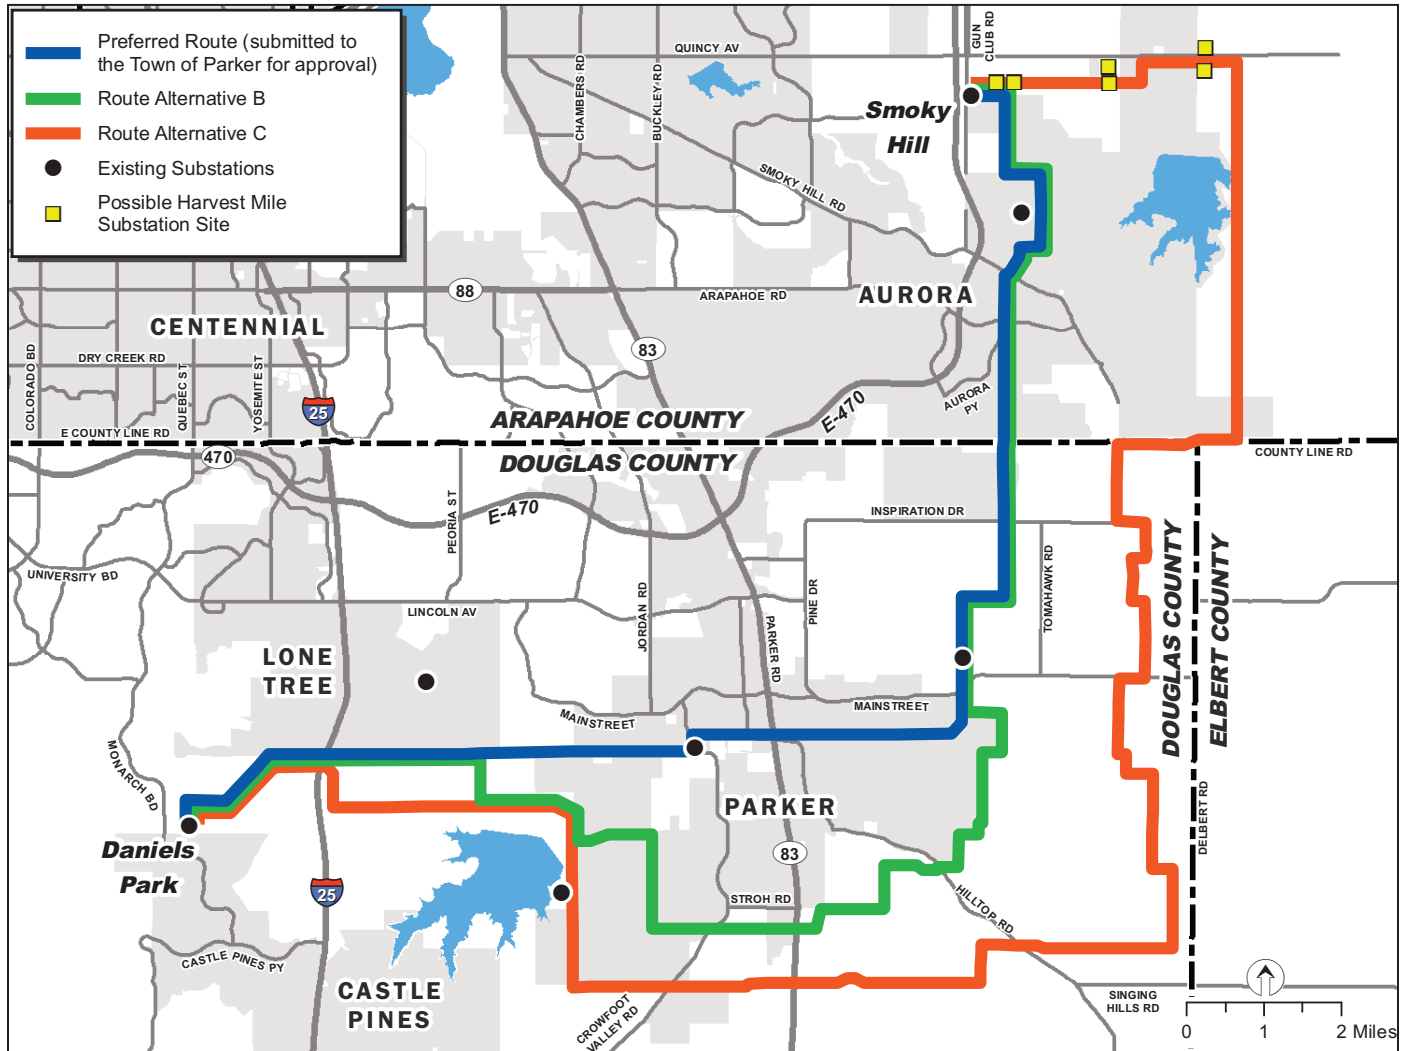 Preferred Route (submitted to
the Town of Parker for approval)
Route Alternative B
Route Alternative C
Existing Substations
Possible Harvest Mile
Substation Site
GUN
CLUB RD
QUINCY AV
CHAMBERS RD
BUCKLEY RD
Smoky
Hill
SMOKY HILL RD
88
ARAPAHOE RD
AURORA
CENTENNIAL
83
DRY CREEK RD
COLORADO BD
QUEBEC ST
YOSEMITE ST
25
AURORA
PY
E-470
ARAPAHOE COUNTY
E COUNTY LINE RD
470
DOUGLAS COUNTY
COUNTY LINE RD
PEORIA ST
E-470
INSPIRATION DR
UNIVERSITY BD
LINCOLN AV
JORDAN RD
PARKER RD
PINE DR
TOMAHAWK RD
DOUGLAS COUNTY
ELBERT COUNTY
LONE
TREE
MAINSTREET
MAINSTREET
MONARCH BD
PARKER
DELBERT RD
Daniels
Park
83
25
STROH RD
HILLTOP RD
CASTLE PINES PY
CASTLE
PINES
CROWFOOT
VALLEY RD
SINGING
HILLS RD
0 1 2 Miles